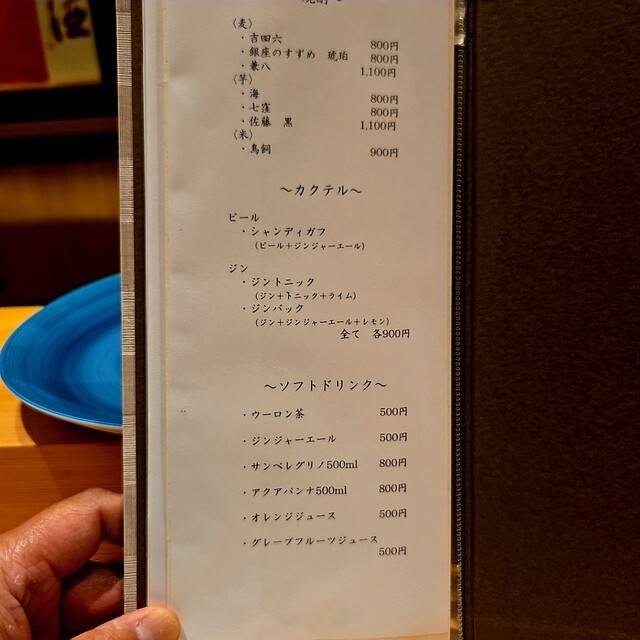 〈麦〉
・吉四六 800円
・銀座のすずめ 琥珀 800円
・兼八 1,100円
〈芋〉
・海 800円
・七窪 800円
・佐藤 黒 1,100円
〈米〉
・鳥飼 900円
～カクテル～
ビール
・シャンディガフ
(ビール+ジンジャーエール)
ジン
・ジントニック
(ジン+トニック+ライム)
・ジンバック
(ジン+ジンジャーエール+レモン)
全て 各900円
～ソフトドリンク～
・ウーロン茶 500円
・ジンジャーエール 500円
・サンペレグリノ500ml 800円
・アクアパンナ500ml 800円
・オレンジジュース 500円
・グレープフルーツジュース
500円